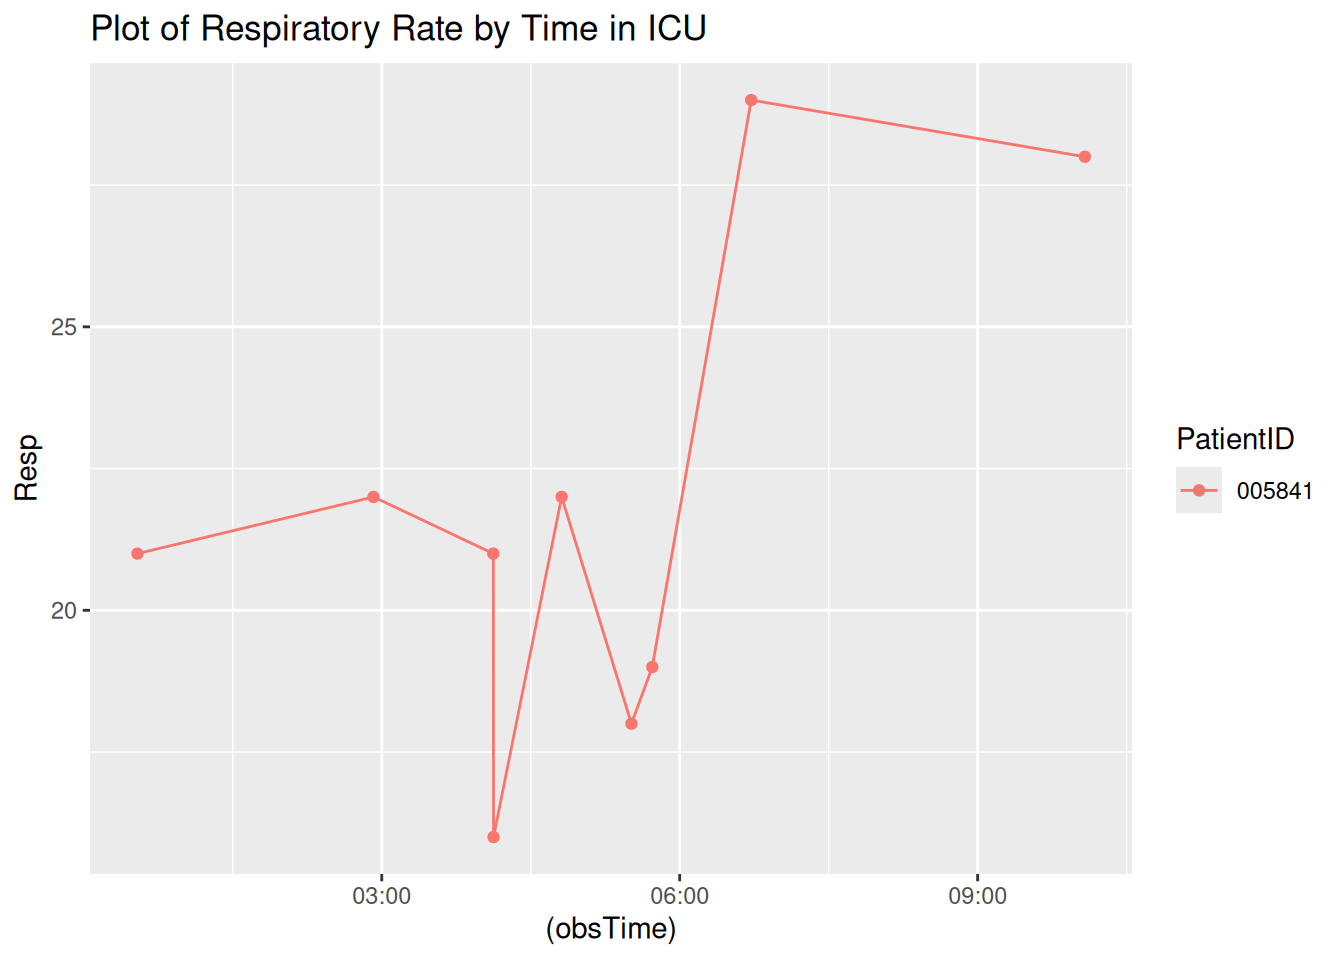 Plot of Respiratory Rate by Time in ICU
Resp
25
20
03:00
06:00
09:00
(obsTime)
PatientID
005841